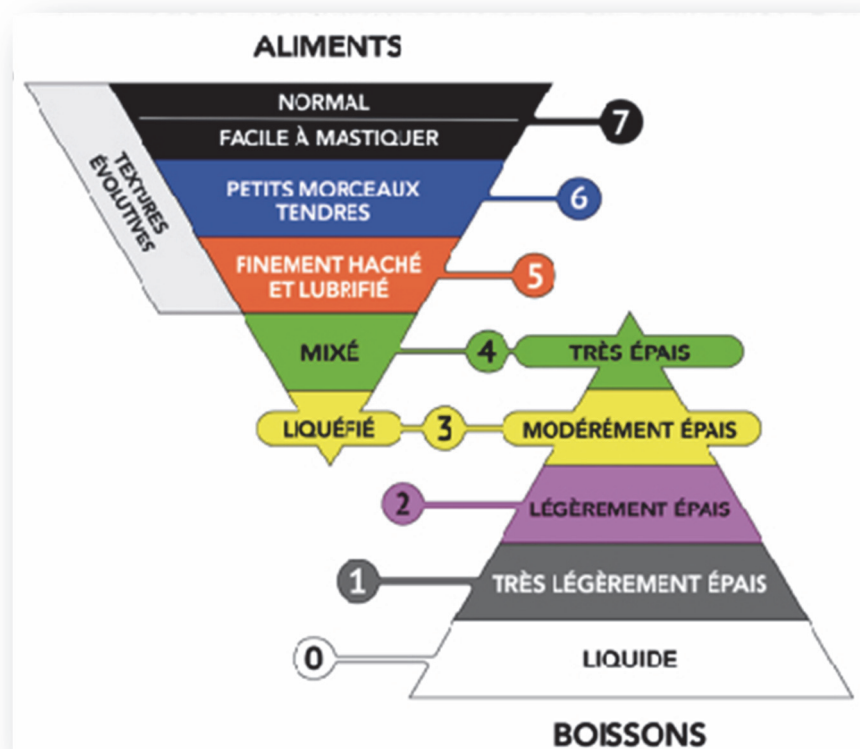 ALIMENTS
NORMAL
FACILE À MASTIQUER
7
TEXTURES
ÉVOLUTIVES
PETITS MORCEAUX
TENDRES
6
FINEMENT HACHÉ
ET LUBRIFIÉ
5
MIXÉ
4
TRÈS ÉPAIS
LIQUÉFIÉ
3
MODÉRÉMENT ÉPAIS
2
LÉGÈREMENT ÉPAIS
1
TRÈS LÉGÈREMENT ÉPAIS
0
LIQUIDE
BOISSONS